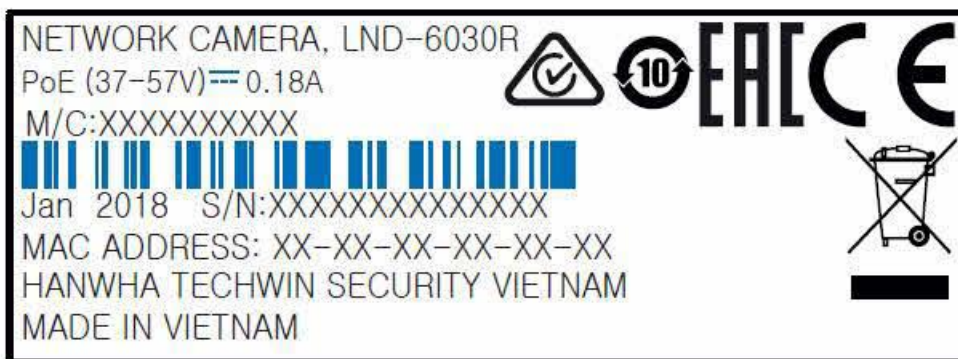 NETWORK CAMERA, LND-6030R
PoE (37-57V) ⎓ 0.18A
M/C:XXXXXXXXXX
Jan 2018 S/N:XXXXXXXXXXXXXX
MAC ADDRESS: XX-XX-XX-XX-XX-XX
HANWHA TECHWIN SECURITY VIETNAM
MADE IN VIETNAM
10
EAC CE